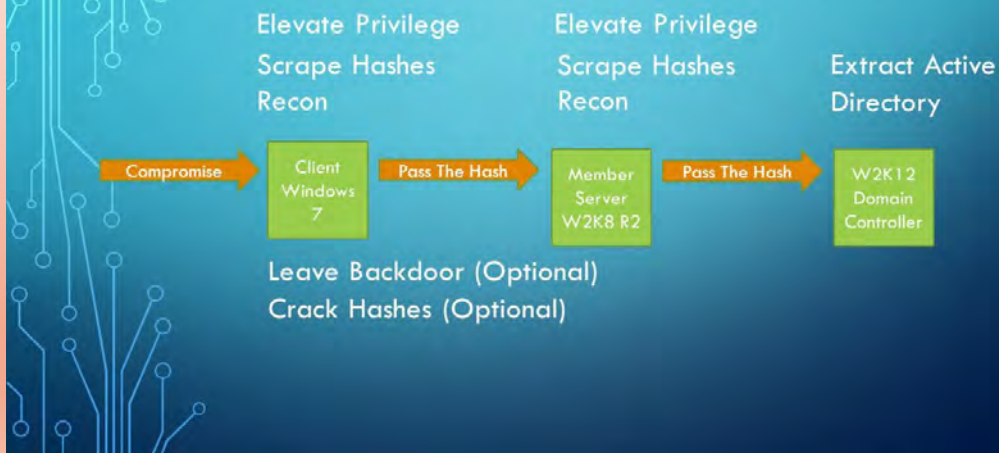 Elevate Privilege
Scrape Hashes
Recon
Elevate Privilege
Scrape Hashes
Recon
Extract Active
Directory
Compromise
Client
Windows
7
Pass The Hash
Member
Server
W2K8 R2
Pass The Hash
W2K12
Domain
Controller
Leave Backdoor (Optional)
Crack Hashes (Optional)